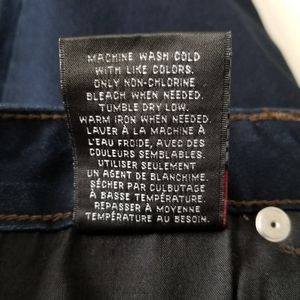 MACHINE WASH COLD
WITH LIKE COLORS.
ONLY NON-CHLORINE
BLEACH WHEN NEEDED.
TUMBLE DRY LOW.
WARM IRON WHEN NEEDED.
LAVER À LA MACHINE À
L'EAU FROIDE, AVEC DES
COULEURS SEMBLABLES.
UTILISER SEULEMENT
UN AGENT DE BLANCHIME.
SÉCHER PAR CULBUTAGE
À BASSE TEMPÉRATURE.
REPASSER À MOYENNE
TEMPÉRATURE AU BESOIN.